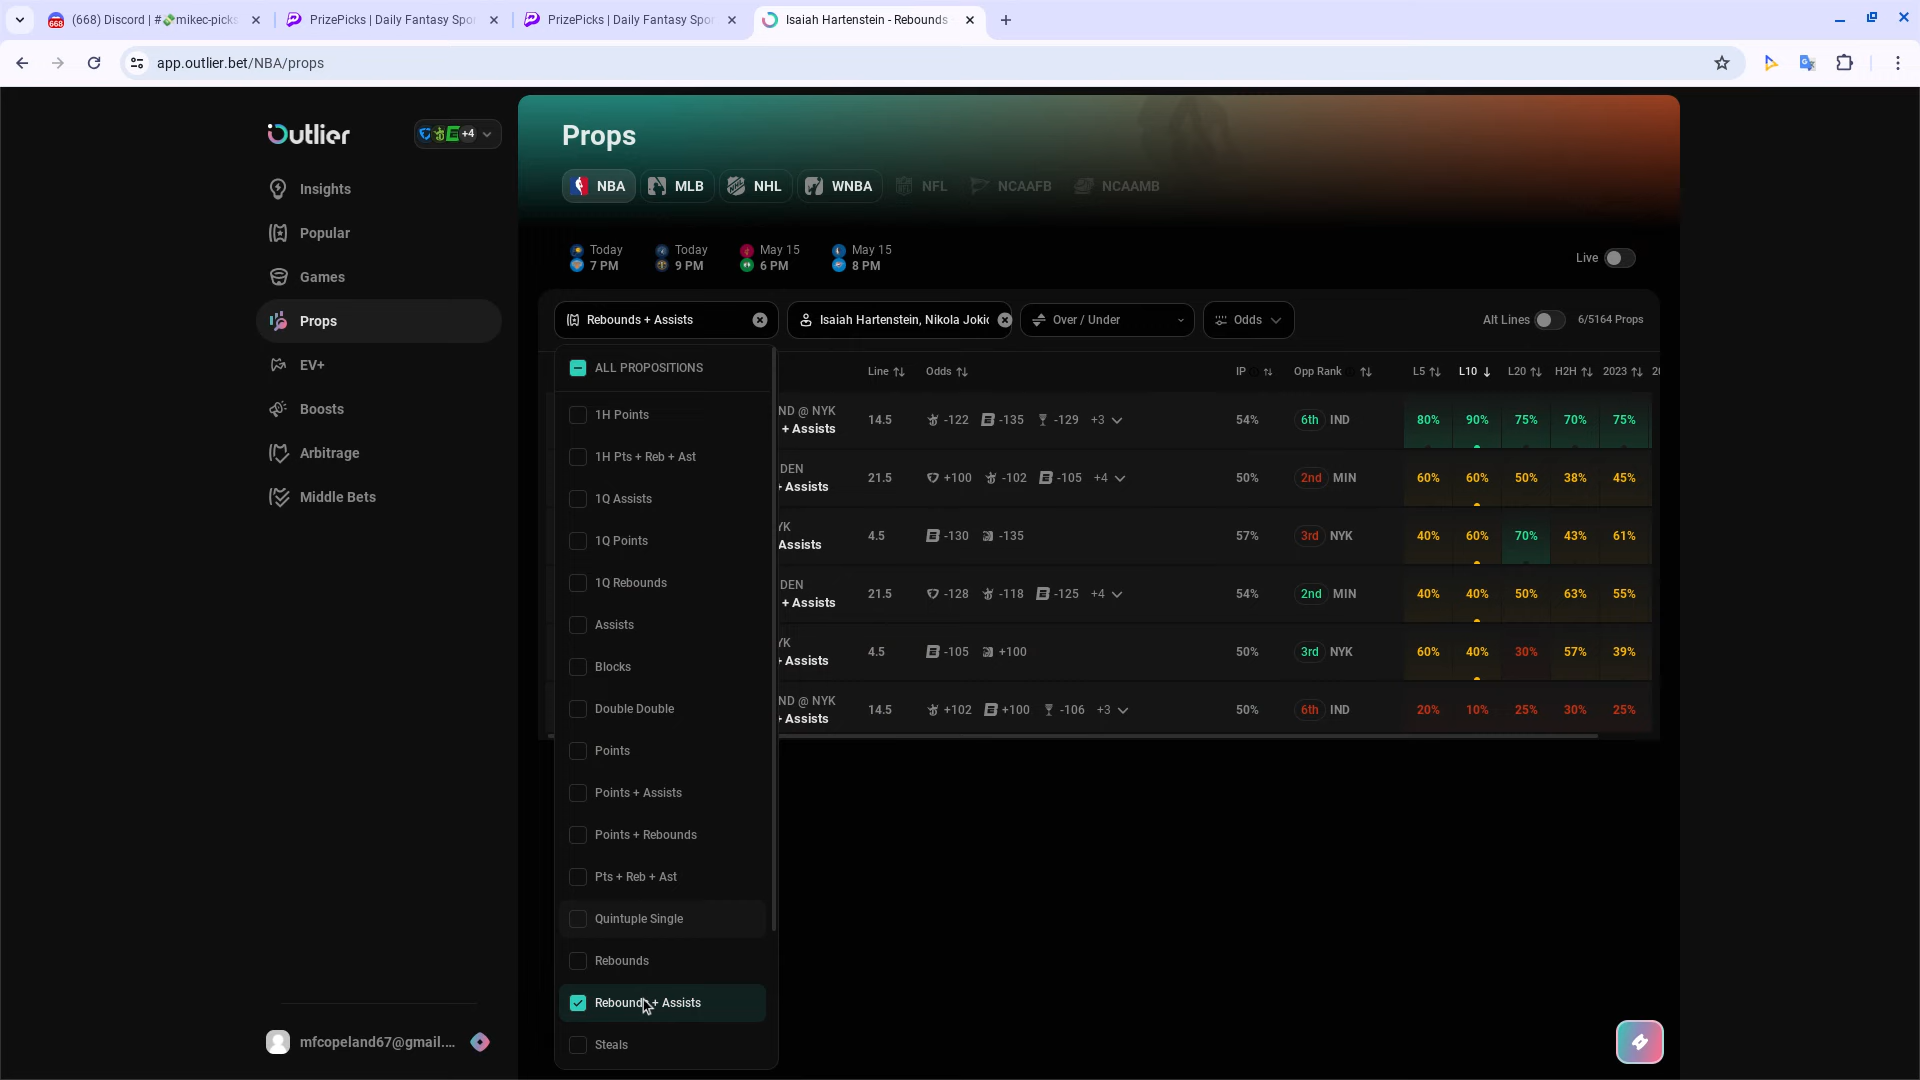 (668) Discord | #💸mikec-picks
PrizePicks | Daily Fantasy Spor
PrizePicks | Daily Fantasy Spor
Isaiah Hartenstein - Rebounds
app.outlier.bet/NBA/props
Outlier
+4
Insights
Popular
Games
Props
EV+
Boosts
Arbitrage
Middle Bets
mfcopeland67@gmail....
Props
NBA
MLB
NHL
WNBA
NFL
NCAAFB
NCAAMB
Today
7 PM
Today
9 PM
May 15
6 PM
May 15
8 PM
Live
Rebounds + Assists
Isaiah Hartenstein, Nikola Jokic
Over / Under
Odds
Alt Lines
6/5164 Props
ALL PROPOSITIONS
1H Points
1H Pts + Reb + Ast
1Q Assists
1Q Points
1Q Rebounds
Assists
Blocks
Double Double
Points
Points + Assists
Points + Rebounds
Pts + Reb + Ast
Quintuple Single
Rebounds
Rebounds + Assists
Steals
Line Odds IP Opp Rank L5 L10 L20 H2H 2023 20
ND @ NYK
+ Assists 14.5 -122 -135 -129 +3 54% 6th IND 80% 90% 75% 70% 75%
DEN
+ Assists 21.5 +100 -102 -105 +4 50% 2nd MIN 60% 60% 50% 38% 45%
YK
Assists 4.5 -130 -135 57% 3rd NYK 40% 60% 70% 43% 61%
DEN
+ Assists 21.5 -128 -118 -125 +4 54% 2nd MIN 40% 40% 50% 63% 55%
YK
+ Assists 4.5 -105 +100 50% 3rd NYK 60% 40% 30% 57% 39%
ND @ NYK
+ Assists 14.5 +102 +100 -106 +3 50% 6th IND 20% 10% 25% 30% 25%